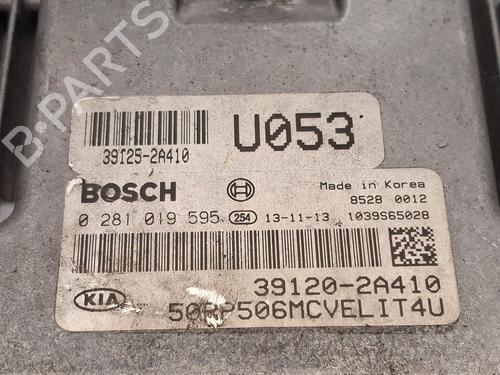 B-PARTS
39125-2A410
U053
BOSCH
Made in Korea
8528 0012
0 281 019 595 254 13-11-13 1039S65028
39120-2A410
KIA
50RP506MCVELIT4U